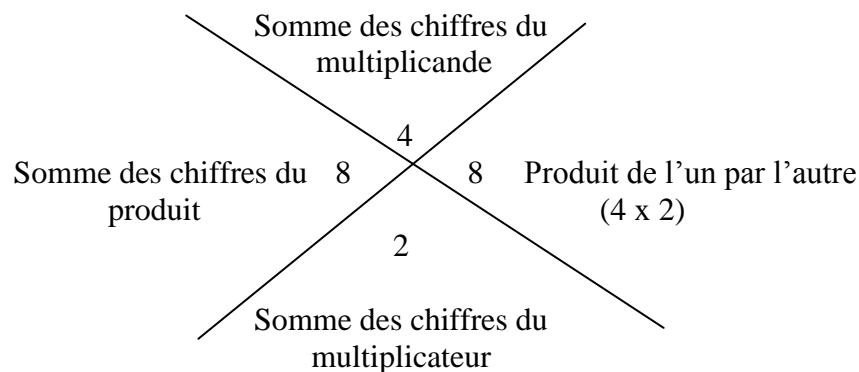 Somme des chiffres du
multiplicande
4
Somme des chiffres du 8 8 Produit de l’un par l’autre
produit (4 x 2)
2
Somme des chiffres du
multiplicateur